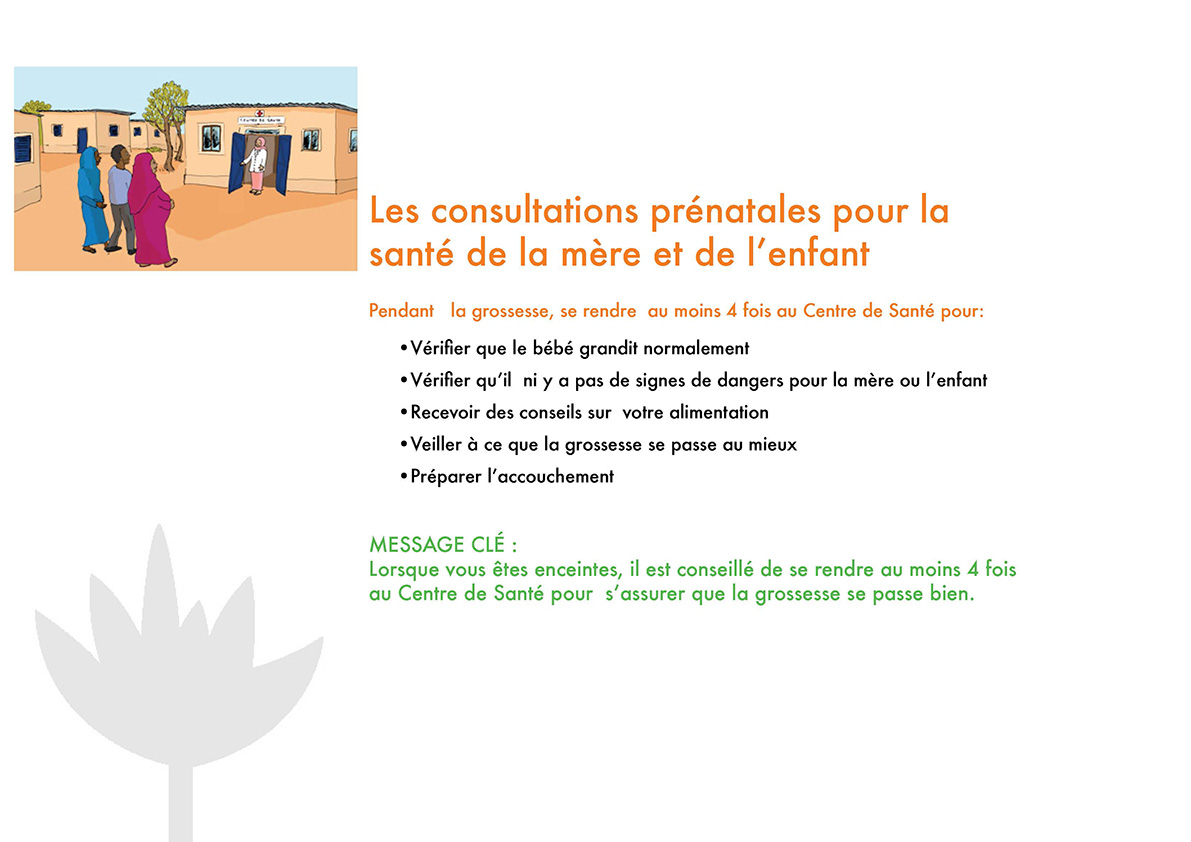 CENTRE DE SANTÉ
Les consultations prénatales pour la
santé de la mère et de l’enfant
Pendant la grossesse, se rendre au moins 4 fois au Centre de Santé pour:
•Vérifier que le bébé grandit normalement
•Vérifier qu’il ni y a pas de signes de dangers pour la mère ou l’enfant
•Recevoir des conseils sur votre alimentation
•Veiller à ce que la grossesse se passe au mieux
•Préparer l’accouchement
MESSAGE CLÉ :
Lorsque vous êtes enceintes, il est conseillé de se rendre au moins 4 fois
au Centre de Santé pour s’assurer que la grossesse se passe bien.